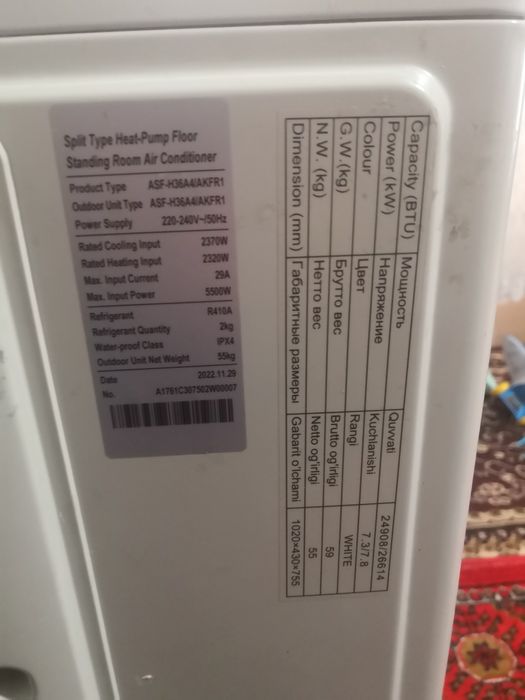 Split Type Heat-Pump Floor
Standing Room Air Conditioner
Product Type ASF-H36A4/AKFR1
Outdoor Unit Type ASF-H36A4/AKFR1
Power Supply 220-240V~/50Hz
Rated Cooling Input 2370W
Rated Heating Input 2320W
Max. Input Current 29A
Max. Input Power 5500W
Refrigerant R410A
Refrigerant Quantity 2kg
Water-proof Class IPX4
Outdoor Unit Net Weight 55kg
Date 2022.11.29
No. A1761C307502W00007
Capacity (BTU) Мощность Quvvati 24908/26614
Power (kW) Напряжение Kuchlanishi 7.3/7.8
Colour Цвет Rangi WHITE
G.W.(kg) Брутто вес Brutto og'irligi 59
N.W. (kg) Нетто вес Netto og'irligi 55
Dimension (mm) Габаритные размеры Gabarit o'lchami 1020×430×755